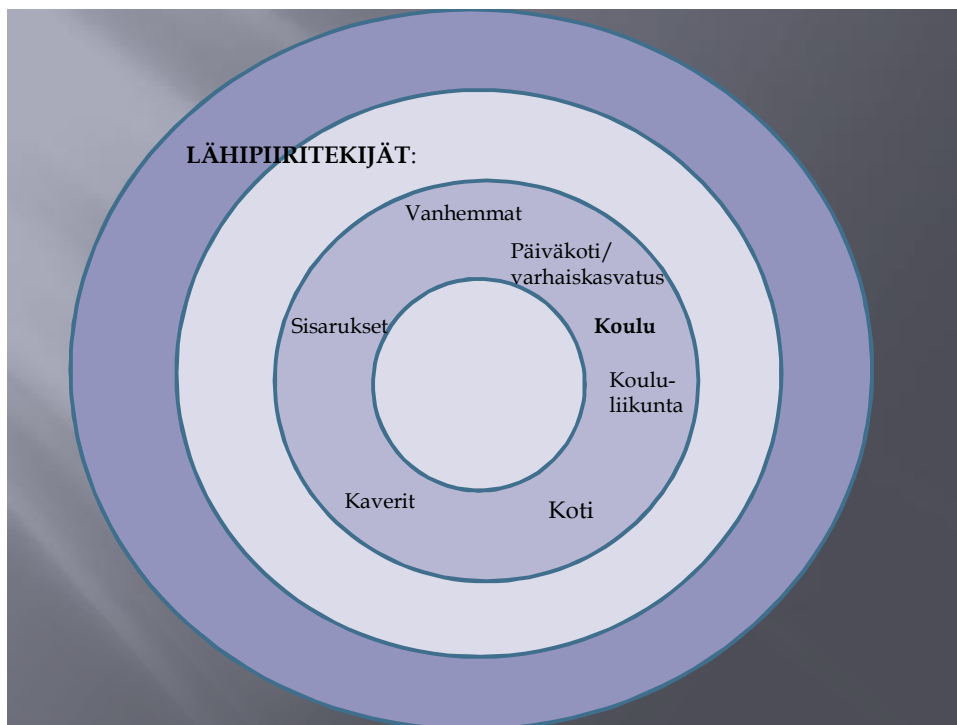 LÄHIPIIRITEKIJÄT:
Vanhemmat
Päiväkoti/
varhaiskasvatus
Sisarukset
Koulu
Koulu-
liikunta
Kaverit
Koti